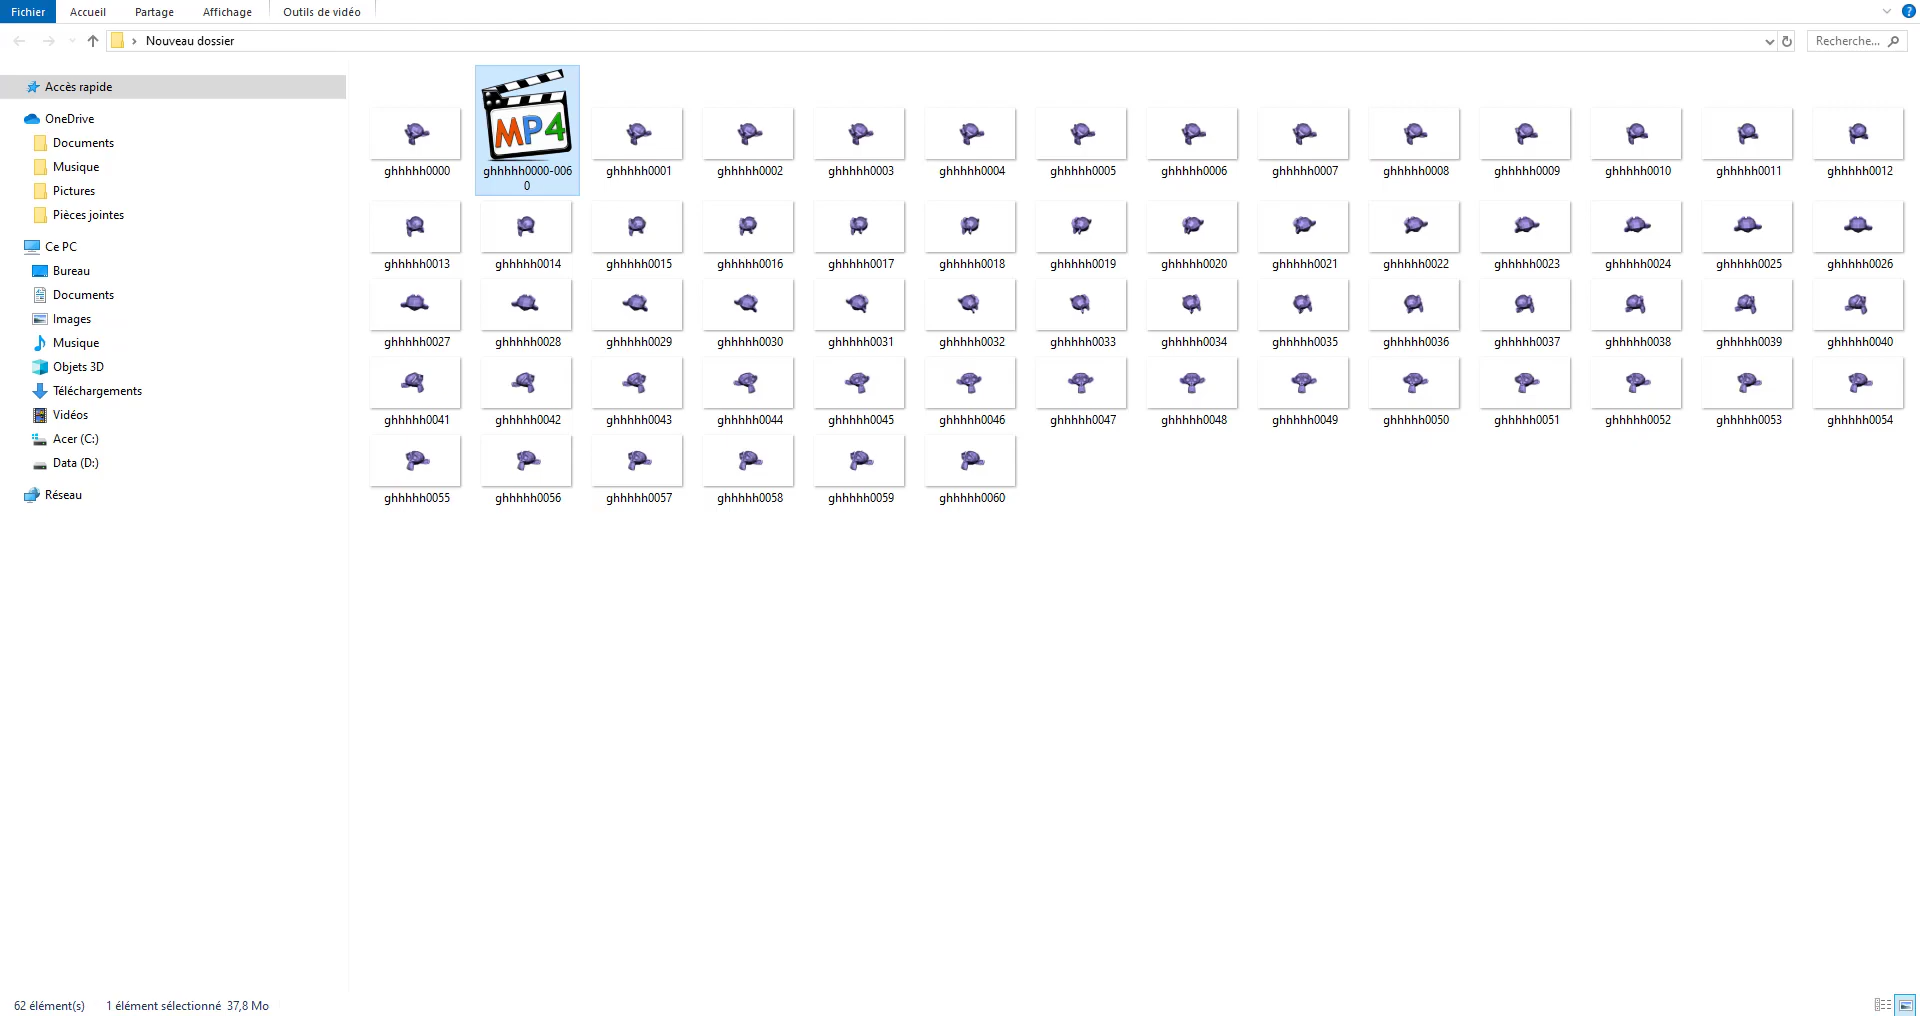 Fichier Accueil Partage Affichage Outils de vidéo
Nouveau dossier Recherche...
Accès rapide
OneDrive
Documents
Musique
Pictures
Pièces jointes
Ce PC
Bureau
Documents
Images
Musique
Objets 3D
Téléchargements
Vidéos
Acer (C:)
Data (D:)
Réseau
MP4
ghhhhh0000 ghhhhh0000-006 ghhhhh0001 ghhhhh0002 ghhhhh0003 ghhhhh0004 ghhhhh0005 ghhhhh0006 ghhhhh0007 ghhhhh0008 ghhhhh0009 ghhhhh0010 ghhhhh0011 ghhhhh0012
0
ghhhhh0013 ghhhhh0014 ghhhhh0015 ghhhhh0016 ghhhhh0017 ghhhhh0018 ghhhhh0019 ghhhhh0020 ghhhhh0021 ghhhhh0022 ghhhhh0023 ghhhhh0024 ghhhhh0025 ghhhhh0026
ghhhhh0027 ghhhhh0028 ghhhhh0029 ghhhhh0030 ghhhhh0031 ghhhhh0032 ghhhhh0033 ghhhhh0034 ghhhhh0035 ghhhhh0036 ghhhhh0037 ghhhhh0038 ghhhhh0039 ghhhhh0040
ghhhhh0041 ghhhhh0042 ghhhhh0043 ghhhhh0044 ghhhhh0045 ghhhhh0046 ghhhhh0047 ghhhhh0048 ghhhhh0049 ghhhhh0050 ghhhhh0051 ghhhhh0052 ghhhhh0053 ghhhhh0054
ghhhhh0055 ghhhhh0056 ghhhhh0057 ghhhhh0058 ghhhhh0059 ghhhhh0060
62 élément(s) 1 élément sélectionné 37,8 Mo